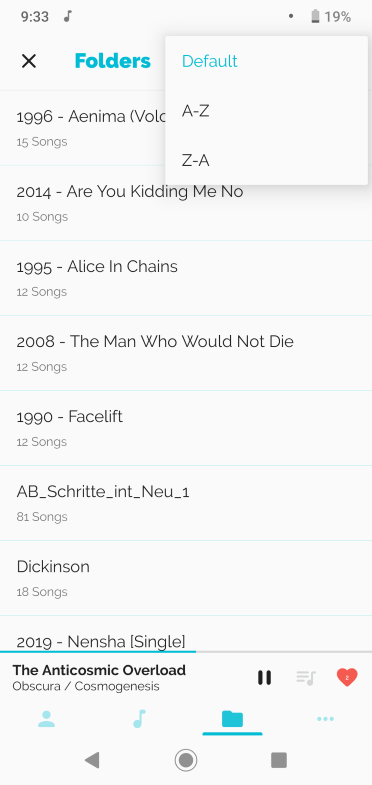 9:33
19%
Folders
Default
A-Z
Z-A
1996 - Aenima (Volc
15 Songs
2014 - Are You Kidding Me No
10 Songs
1995 - Alice In Chains
12 Songs
2008 - The Man Who Would Not Die
12 Songs
1990 - Facelift
12 Songs
AB_Schritte_int_Neu_1
81 Songs
Dickinson
18 Songs
2019 - Nensha [Single]
The Anticosmic Overload
Obscura / Cosmogenesis